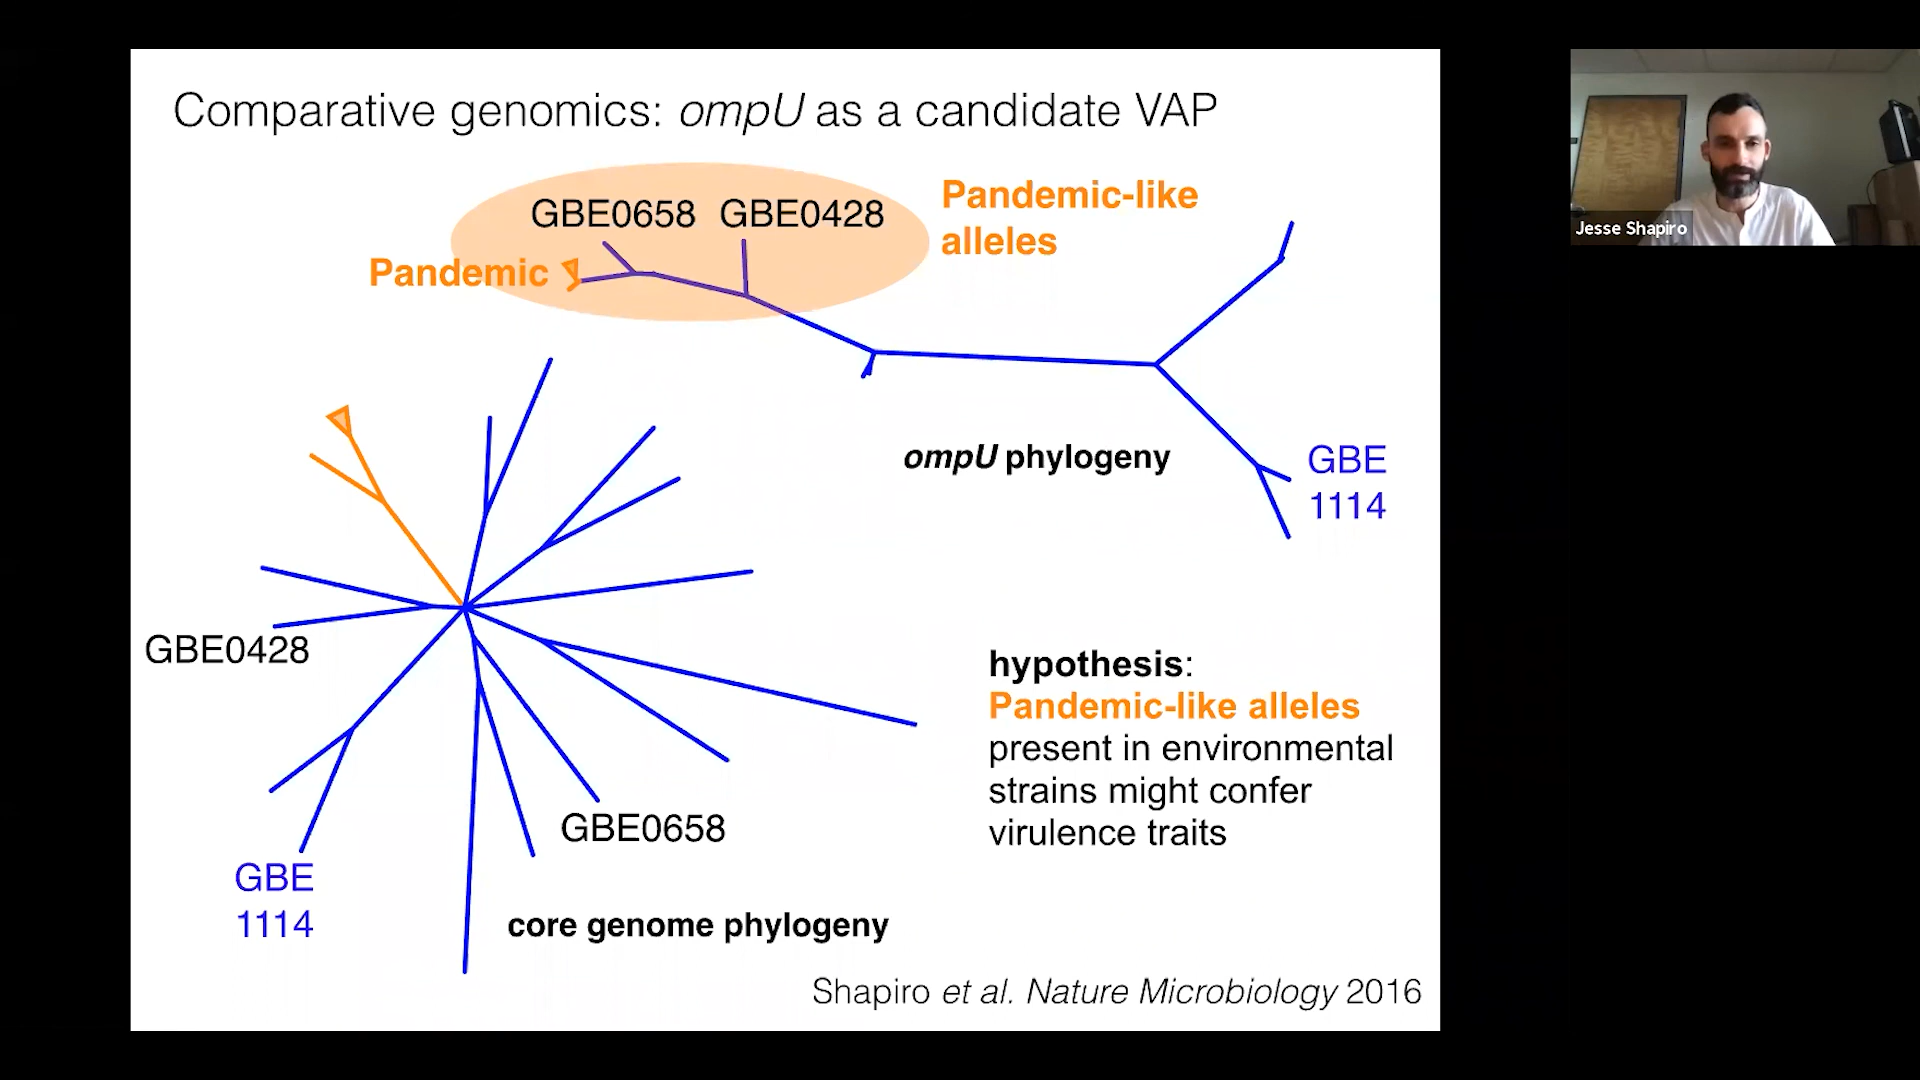 Comparative genomics: ompU as a candidate VAP
GBE0658 GBE0428
Pandemic-like
alleles
Pandemic
ompU phylogeny
GBE
1114
GBE0428
GBE0658
GBE
1114
core genome phylogeny
hypothesis:
Pandemic-like alleles
present in environmental
strains might confer
virulence traits
Shapiro et al. Nature Microbiology 2016
Jesse Shapiro